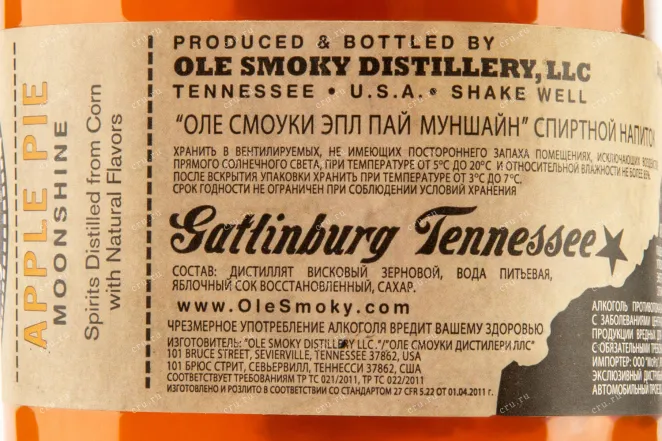 APPLE PIE
MOONSHINE
Spirits Distilled from Corn
with Natural Flavors
PRODUCED & BOTTLED BY
OLE SMOKY DISTILLERY, LLC
TENNESSEE • U.S.A. • SHAKE WELL
"ОЛЕ СМОУКИ ЭПЛ ПАЙ МУНШАЙН" СПИРТНОЙ НАПИТОК
ХРАНИТЬ В ВЕНТИЛИРУЕМЫХ, НЕ ИМЕЮЩИХ ПОСТОРОННЕГО ЗАПАХА ПОМЕЩЕНИЯХ, ИСКЛЮЧАЮЩИХ
ПРЯМОГО СОЛНЕЧНОГО СВЕТА, ПРИ ТЕМПЕРАТУРЕ ОТ 5°С ДО 20°С И ОТНОСИТЕЛЬНОЙ ВЛАЖНОСТИ НЕ БОЛЕЕ 85%.
ПОСЛЕ ВСКРЫТИЯ УПАКОВКИ ХРАНИТЬ ПРИ ТЕМПЕРАТУРЕ ОТ 3°С ДО 7°С.
СРОК ГОДНОСТИ НЕ ОГРАНИЧЕН ПРИ СОБЛЮДЕНИИ УСЛОВИЙ ХРАНЕНИЯ
Gatlinburg Tennessee
СОСТАВ: ДИСТИЛЛЯТ ВИСКОВЫЙ ЗЕРНОВОЙ, ВОДА ПИТЬЕВАЯ,
ЯБЛОЧНЫЙ СОК ВОССТАНОВЛЕННЫЙ, САХАР.
www.OleSmoky.com
ЧРЕЗМЕРНОЕ УПОТРЕБЛЕНИЕ АЛКОГОЛЯ ВРЕДИТ ВАШЕМУ ЗДОРОВЬЮ
ИЗГОТОВИТЕЛЬ: "OLE SMOKY DISTILLERY LLC."/"ОЛЕ СМОУКИ ДИСТИЛЕРИ ЛЛС"
101 BRUCE STREET, SEVIERVILLE, TENNESSEE 37862, USA
101 БРЮС СТРИТ, СЕВЬЕРВИЛЛ, ТЕННЕССИ 37862, США
СООТВЕТСТВУЕТ ТРЕБОВАНИЯМ ТР ТС 021/2011, ТР ТС 022/2011
ИЗГОТОВЛЕНО И РОЗЛИТО В СООТВЕТСТВИИ СО СТАНДАРТОМ 27 CFR 5.22 ОТ 01.04.2011 г.
АЛКОГОЛЬ
С ЗАБОЛЕВАНИЯМИ
ПРОДУКЦИИ ВРЕДНЫХ
С ОБЯЗАТЕЛЬНЫМИ
ИМПОРТЕР: ООО
ЭКСКЛЮЗИВНЫЙ
АВТОМОБИЛЬНЫЙ